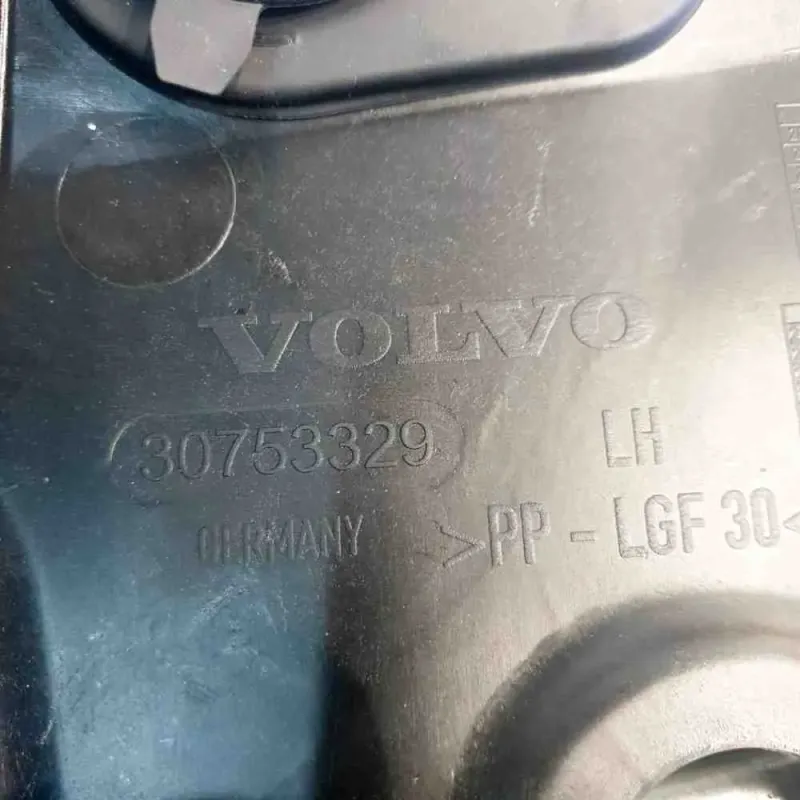 VOLVO
30753329
LH
GERMANY
>PP - LGF 30<